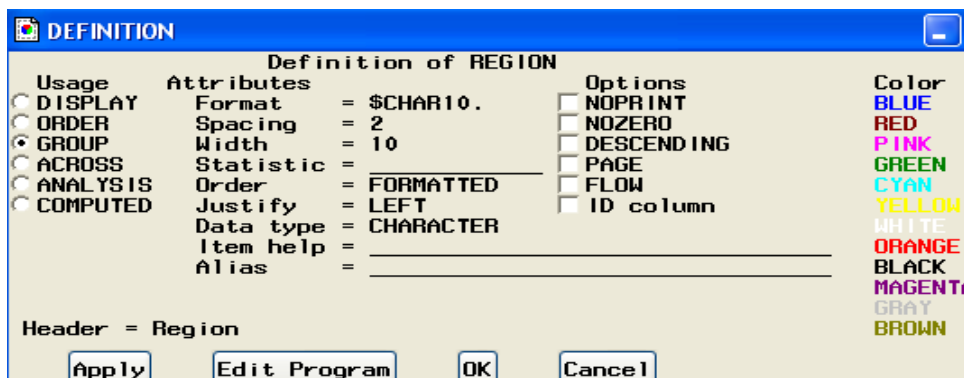 DEFINITION
Definition of REGION
Usage Attributes Options Color
DISPLAY Format = $CHAR10. NOPRINT BLUE
ORDER Spacing = 2 NOZERO RED
GROUP Width = 10 DESCENDING PINK
ACROSS Statistic = PAGE GREEN
ANALYSIS Order = FORMATTED FLOW CYAN
COMPUTED Justify = LEFT ID column YELLOW
Data type = CHARACTER WHITE
Item help = ORANGE
Alias = BLACK
MAGENTA
GRAY
Header = Region BROWN
Apply Edit Program OK Cancel